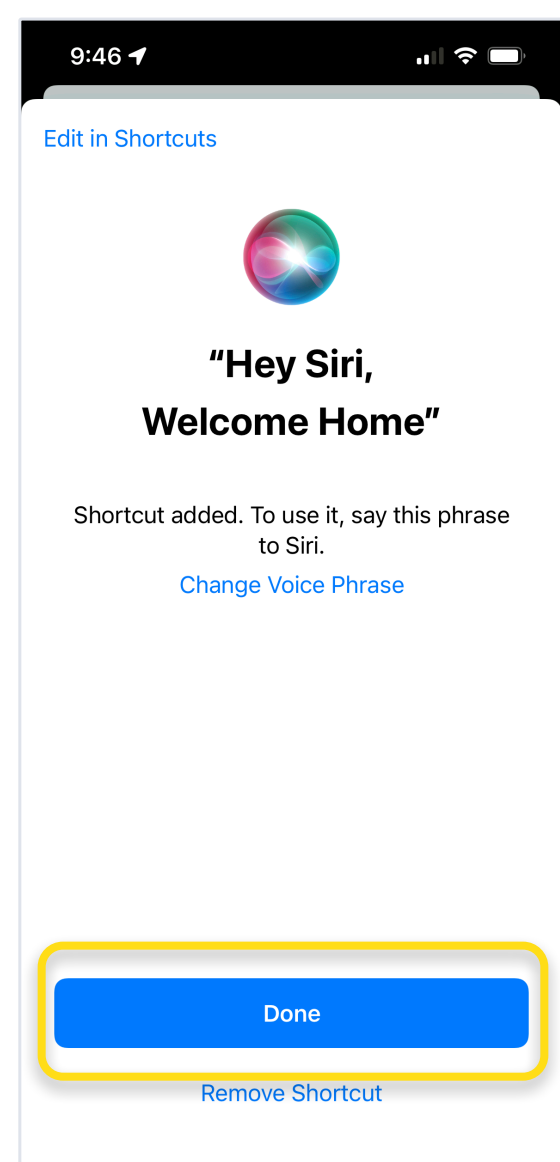 9:46
Edit in Shortcuts
“Hey Siri,
Welcome Home”
Shortcut added. To use it, say this phrase
to Siri.
Change Voice Phrase
Done
Remove Shortcut